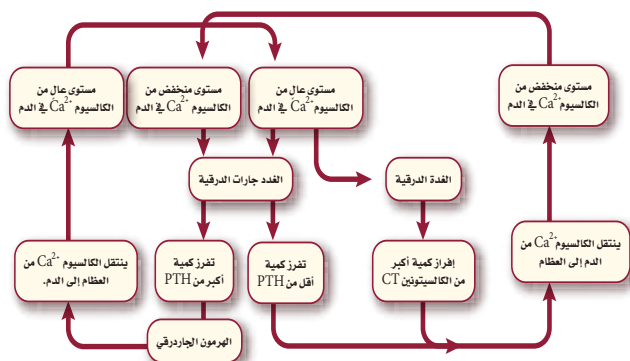 مستوى منخفض من
الكالسيوم Ca²⁺ في الدم
مستوى عالٍ من
الكالسيوم Ca²⁺ في الدم
مستوى منخفض من
الكالسيوم Ca²⁺ في الدم
مستوى عالٍ من
الكالسيوم Ca²⁺ في الدم
الغدة الدرقية
الغدد جارات الدرقية
ينتقل الكالسيوم Ca²⁺ من
الدم إلى العظام
إفراز كمية أكبر
من الكالسيتونين CT
تفرز كمية
أقل من PTH
تفرز كمية
أكبر من PTH
ينتقل الكالسيوم Ca²⁺ من
العظام إلى الدم.
الهرمون الجاردرقي